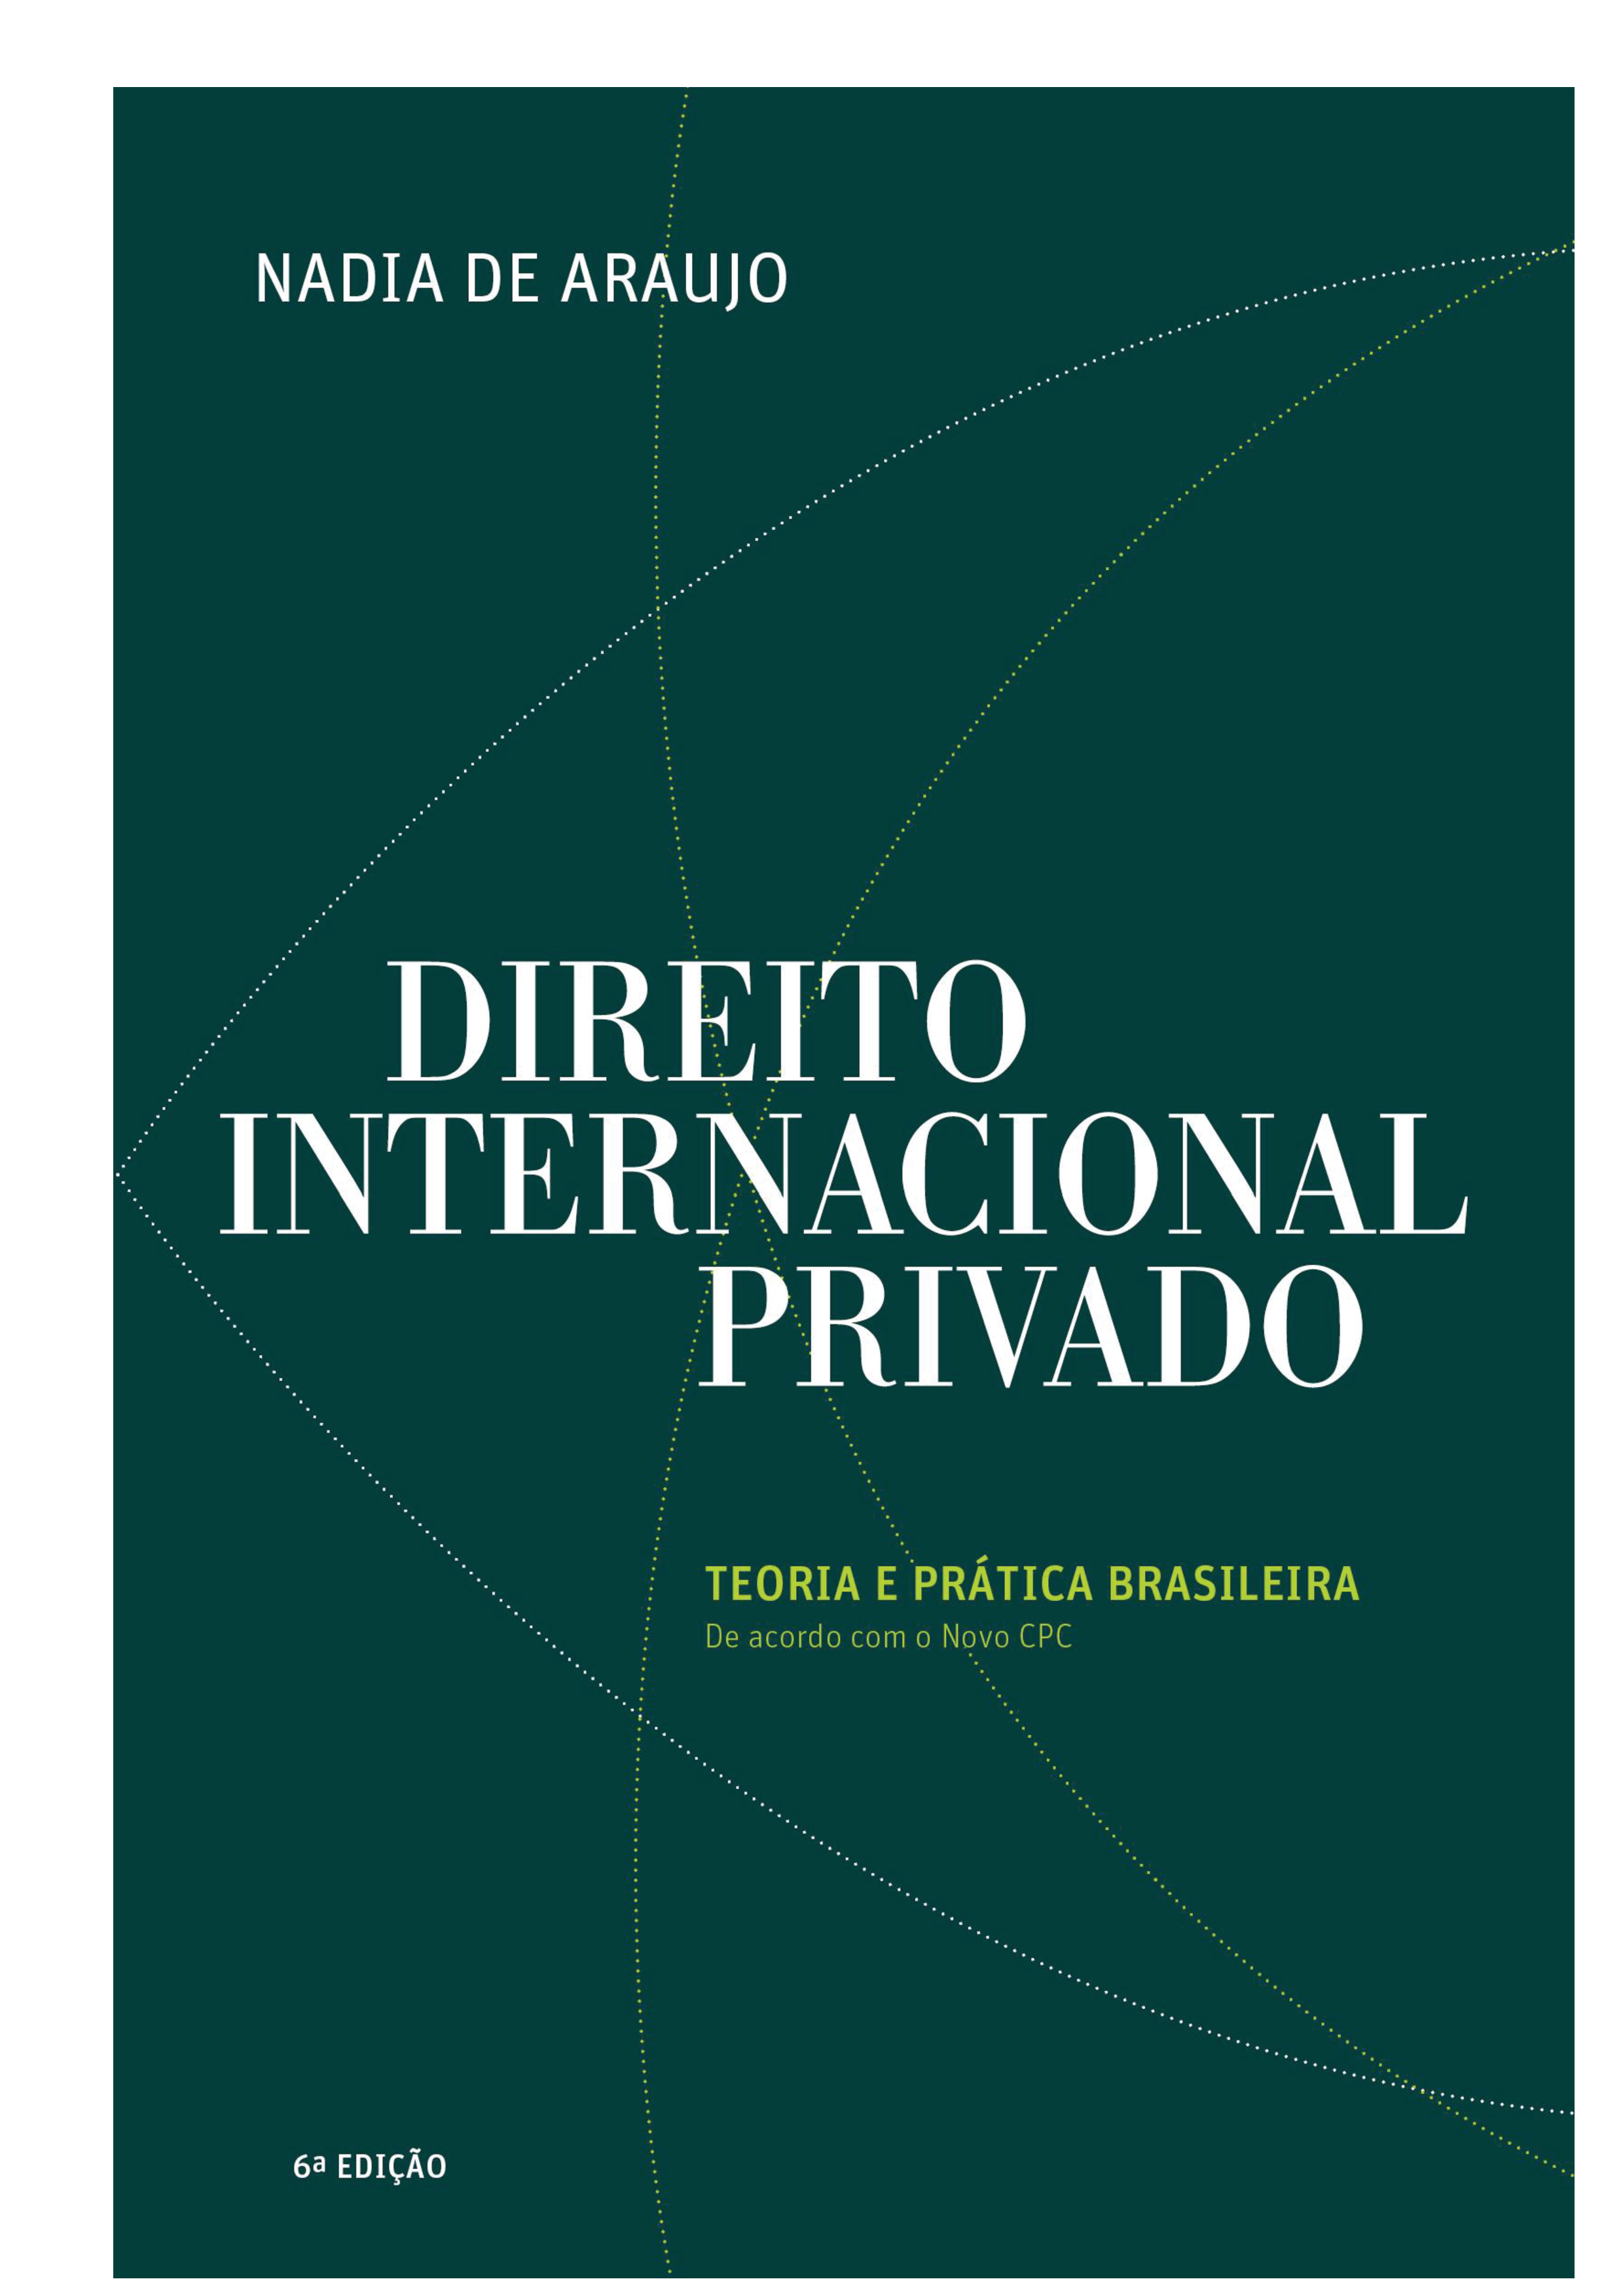 NADIA DE ARAUJO
DIREITO
INTERNACIONAL
PRIVADO
TEORIA E PRÁTICA BRASILEIRA
De acordo com o Novo CPC
6ª EDIÇÃO